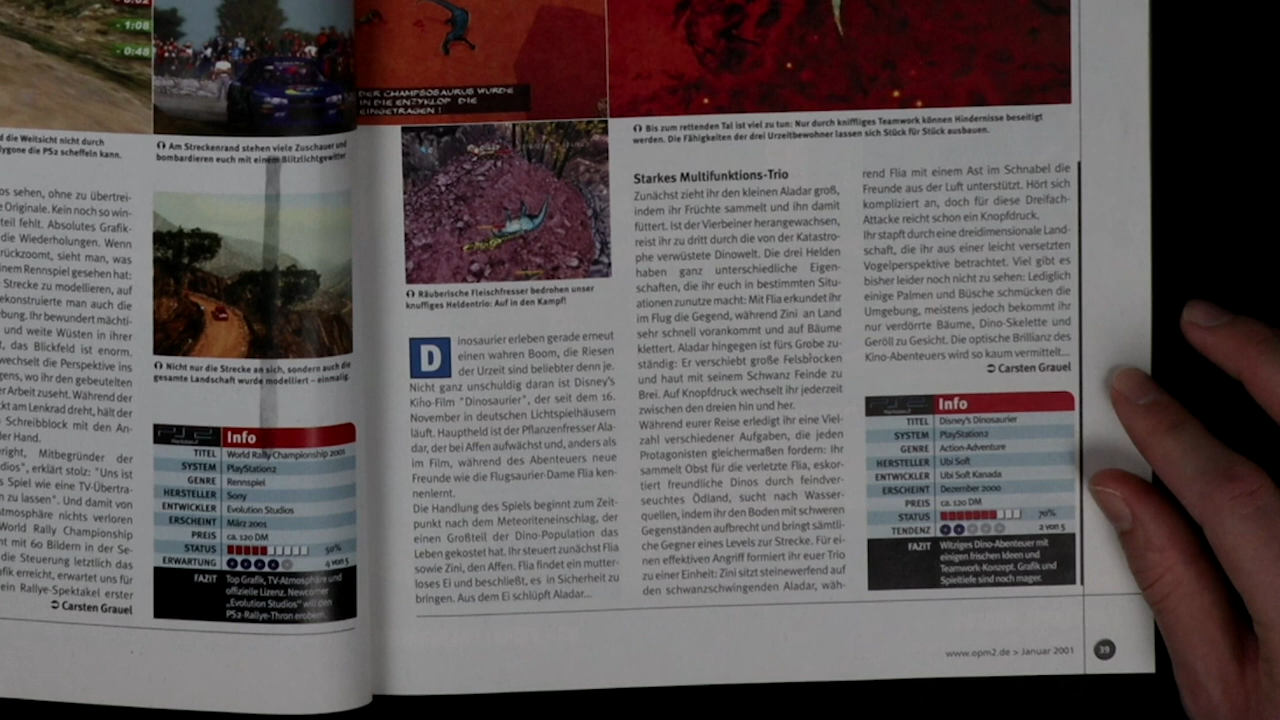 1:08
0:48
d die Weitsicht nicht durch
lygone die PS2 scheffeln kann.
Am Streckenrand stehen viele Zuschauer und
bombardieren euch mit einem Blitzlichtgewitter
os sehen, ohne zu übertrei-
e Originale. Kein noch so win-
teil fehlt. Absolutes Grafik-
die Wiederholungen. Wenn
rückzoomt, sieht man, was
inem Rennspiel gesehen hat:
Strecke zu modellieren, auf
ekonstruierte man auch die
bung. Ihr bewundert mächti-
und weite Wüsten in ihrer
t, das Blickfeld ist enorm.
wechselt die Perspektive ins
gens, wo ihr den gebeutelten
er Arbeit zuseht. Während der
kt am Lenkrad dreht, hält der
Schreibblock mit den An-
der Hand.
right, Mitbegründer der
dios", erklärt stolz: "Uns ist
s Spiel wie eine TV-Übertra-
n zu lassen". Und damit von
tmosphäre nichts verloren
World Rally Championship
nt mit 60 Bildern in der Se-
die Steuerung letztlich das
fik erreicht, erwartet uns für
ein Rallye-Spektakel erster
Carsten Grauel
Nicht nur die Strecke an sich, sondern auch die
gesamte Landschaft wurde modelliert – einmalig.
PS2 Info
PlayStation.2
TITEL World Rally Championship 2001
SYSTEM PlayStation2
GENRE Rennspiel
HERSTELLER Sony
ENTWICKLER Evolution Studios
ERSCHEINT März 2001
PREIS ca. 120 DM
STATUS 50%
ERWARTUNG 4 von 5
FAZIT Top Grafik, TV-Atmosphäre und
offizielle Lizenz. Newcomer
„Evolution Studios" will den
PS2-Rallye-Thron erobern.
DER CHAMPSOSAURUS WURDE
IN DIE ENZYKLOP DIE
EINGETRAGEN !
Räuberische Fleischfresser bedrohen unser
knuffiges Heldentrio: Auf in den Kampf!
Bis zum rettenden Tal ist viel zu tun: Nur durch kniffliges Teamwork können Hindernisse beseitigt
werden. Die Fähigkeiten der drei Urzeitbewohner lassen sich Stück für Stück ausbauen.
Dinosaurier erleben gerade erneut
einen wahren Boom, die Riesen
der Urzeit sind beliebter denn je.
Nicht ganz unschuldig daran ist Disney's
Kiho-Film "Dinosaurier", der seit dem 16.
November in deutschen Lichtspielhäusern
läuft. Hauptheld ist der Pflanzenfresser Ala-
dar, der bei Affen aufwächst und, anders als
im Film, während des Abenteuers neue
Freunde wie die Flugsaurier-Dame Flia ken-
nenlernt.
Die Handlung des Spiels beginnt zum Zeit-
punkt nach dem Meteoriteneinschlag, der
einen Großteil der Dino-Population das
Leben gekostet hat. Ihr steuert zunächst Flia
sowie Zini, den Affen. Flia findet ein mutter-
loses Ei und beschließt, es in Sicherheit zu
bringen. Aus dem Ei schlüpft Aladar...
Starkes Multifunktions-Trio
Zunächst zieht ihr den kleinen Aladar groß,
indem ihr Früchte sammelt und ihn damit
füttert. Ist der Vierbeiner herangewachsen,
reist ihr zu dritt durch die von der Katastro-
phe verwüstete Dinowelt. Die drei Helden
haben ganz unterschiedliche Eigen-
schaften, die ihr euch in bestimmten Situ-
ationen zunutze macht: Mit Flia erkundet ihr
im Flug die Gegend, während Zini an Land
sehr schnell vorankommt und auf Bäume
klettert. Aladar hingegen ist fürs Grobe zu-
ständig: Er verschiebt große Felsbrocken
und haut mit seinem Schwanz Feinde zu
Brei. Auf Knopfdruck wechselt ihr jederzeit
zwischen den dreien hin und her.
Während eurer Reise erledigt ihr eine Viel-
zahl verschiedener Aufgaben, die jeden
Protagonisten gleichermaßen fordern: Ihr
sammelt Obst für die verletzte Flia, eskor-
tiert freundliche Dinos durch feindver-
seuchtes Ödland, sucht nach Wasser-
quellen, indem ihr den Boden mit schweren
Gegenständen aufbrecht und bringt sämtli-
che Gegner eines Levels zur Strecke. Für ei-
nen effektiven Angriff formiert ihr euer Trio
zu einer Einheit: Zini sitzt steinewerfend auf
den schwanzschwingenden Aladar, wäh-
rend Flia mit einem Ast im Schnabel die
Freunde aus der Luft unterstützt. Hört sich
kompliziert an, doch für diese Dreifach-
Attacke reicht schon ein Knopfdruck.
Ihr stapft durch eine dreidimensionale Land-
schaft, die ihr aus einer leicht versetzten
Vogelperspektive betrachtet. Viel gibt es
bisher leider noch nicht zu sehen: Lediglich
einige Palmen und Büsche schmücken die
Umgebung, meistens jedoch bekommt ihr
nur verdörrte Bäume, Dino-Skelette und
Geröll zu Gesicht. Die optische Brillanz des
Kino-Abenteuers wird so kaum vermittelt...
Carsten Grauel
PS2 Info
PlayStation.2
TITEL Disney's Dinosaurier
SYSTEM PlayStation2
GENRE Action-Adventure
HERSTELLER Ubi Soft
ENTWICKLER Ubi Soft Kanada
ERSCHEINT Dezember 2000
PREIS ca. 120 DM
STATUS 70%
TENDENZ 2 von 5
FAZIT Witziges Dino-Abenteuer mit
einigen frischen Ideen und
Teamwork-Konzept. Grafik und
Spieltiefe sind noch mager.
www.opm2.de > Januar 2001 39